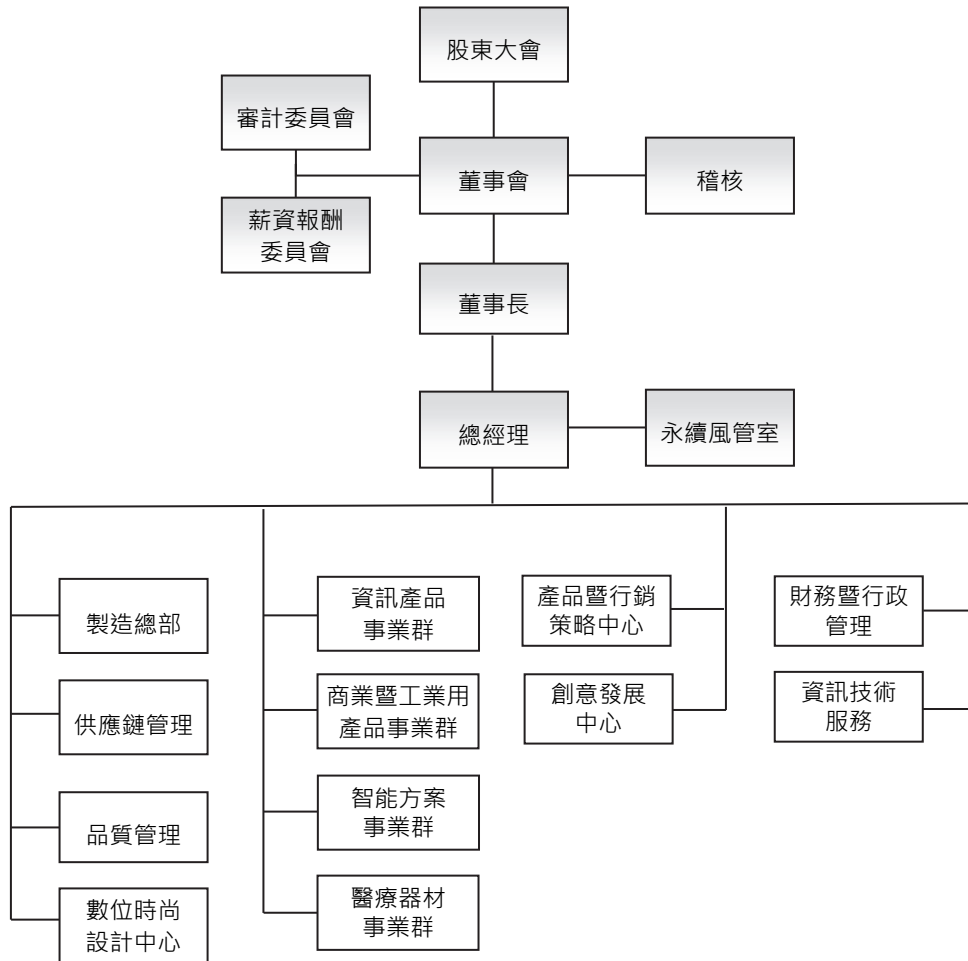 股東大會
審計委員會
董事會
稽核
薪資報酬
委員會
董事長
總經理
永續風管室
製造總部
供應鏈管理
品質管理
數位時尚
設計中心
資訊產品
事業群
商業暨工業用
產品事業群
智能方案
事業群
醫療器材
事業群
產品暨行銷
策略中心
創意發展
中心
財務暨行政
管理
資訊技術
服務